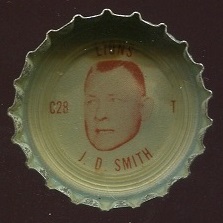 LIONS
C28 T
J. D. SMITH